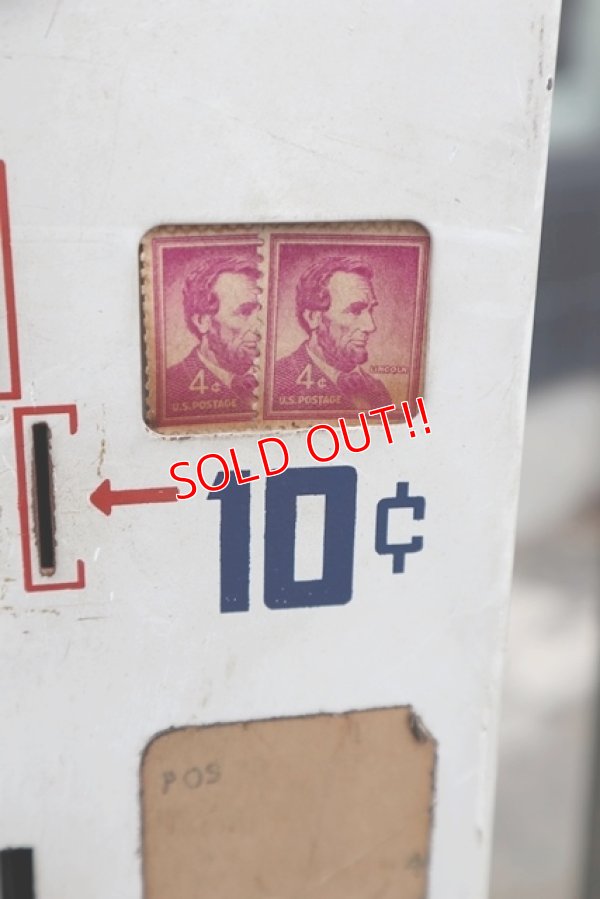 LINCOLN
4¢ 4¢
U.S. POSTAGE U.S. POSTAGE
SOLD OUT!!
10¢
POS